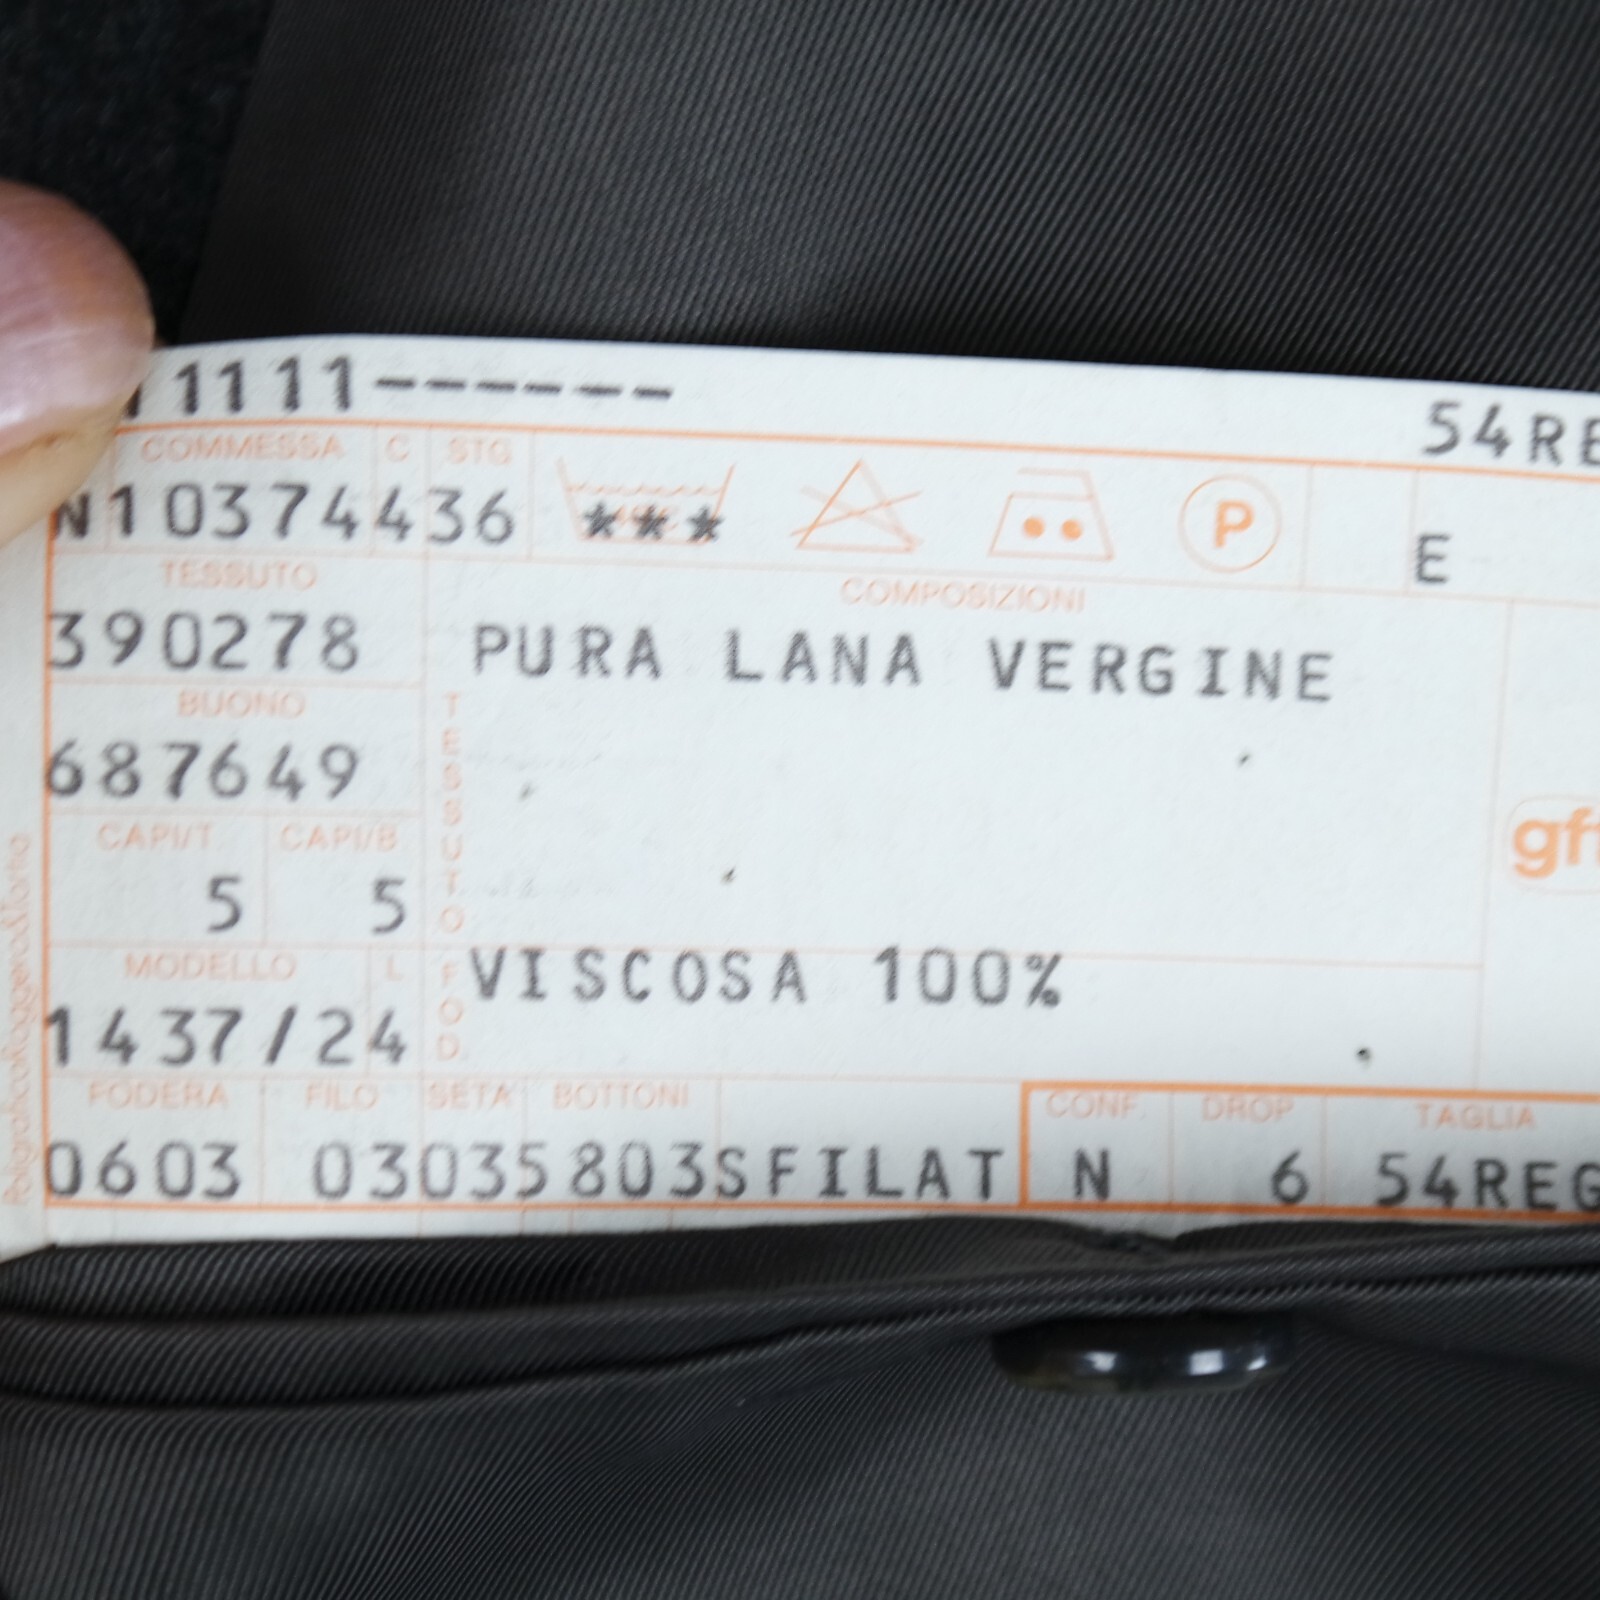 1111------
54RE
COMMESSA C STG
N10374436 *** P E
TESSUTO COMPOSIZIONI
390278 PURA LANA VERGINE
BUONO
687649
TESSUTO
CAPI/T CAPI/B
5 5
gf
MODELLO L
1437/24 VISCOSA 100%
FOD.
FODERA FILO SETA BOTTONI CONF. DROP TAGLIA
0603 03035803SFILAT N 6 54REG